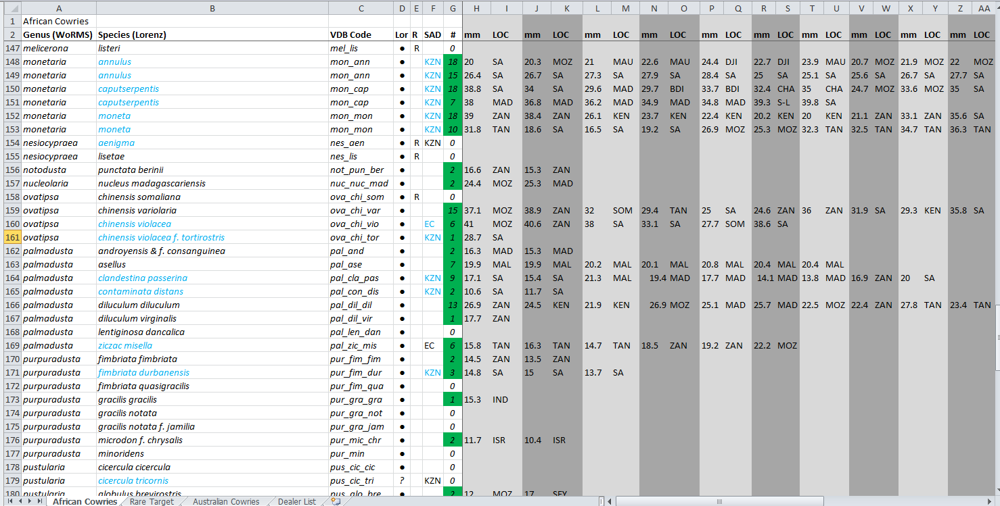 A B C D E F G H I J K L M N O P Q R S T U V W X Y Z AA
1 African Cowries
2 Genus (WoRMS) Species (Lorenz) VDB Code Lor R SAD # mm LOC mm LOC mm LOC mm LOC mm LOC mm LOC mm LOC mm LOC mm LOC mm LOC
147 melicerona listeri mel_lis ● R 0
148 monetaria annulus mon_ann ● KZN 18 20 SA 20.3 MOZ 21 MAU 22.6 MAU 24.4 DJI 22.7 DJI 23.9 MAU 20.7 MOZ 21.9 MOZ 22 MOZ
149 monetaria annulus mon_ann ● KZN 15 26.4 SA 26.7 SA 27.3 SA 27.9 SA 28.4 SA 25 SA 25.1 SA 25.6 SA 26.7 SA 27.7 SA
150 monetaria caputserpentis mon_cap ● KZN 18 38.8 SA 34 SA 29.6 MAD 29.7 BDI 33.7 BDI 32.4 CHA 35 CHA 24.7 MOZ 33.6 MOZ 35 SA
151 monetaria caputserpentis mon_cap ● KZN 7 38 MAD 36.8 MAD 36.2 MAD 34.9 MAD 34.8 MAD 39.3 S-L 39.8 SA
152 monetaria moneta mon_mon ● KZN 18 39 ZAN 38.4 ZAN 26.1 KEN 23.7 KEN 22.4 KEN 20.2 KEN 20 KEN 21.1 ZAN 33.1 ZAN 35.6 SA
153 monetaria moneta mon_mon ● KZN 10 31.8 TAN 18.6 SA 16.5 SA 19.2 SA 26.9 MOZ 25.3 MOZ 32.3 TAN 32.5 TAN 34.7 TAN 36.3 TAN
154 nesiocypraea aenigma nes_aen ● R KZN 0
155 nesiocypraea lisetae nes_lis ● R 0
156 notodusta punctata berinii not_pun_ber ● 2 16.6 ZAN 15.3 ZAN
157 nucleolaria nucleus madagascariensis nuc_nuc_mad ● 2 24.4 MOZ 25.3 MAD
158 ovatipsa chinensis somaliana ova_chi_som ● R 0
159 ovatipsa chinensis variolaria ova_chi_var ● 15 37.1 MOZ 38.9 ZAN 32 SOM 29.4 TAN 25 SA 24.6 ZAN 36 ZAN 31.9 SA 29.3 KEN 35.8 SA
160 ovatipsa chinensis violacea ova_chi_vio ● EC 6 41 MOZ 40.6 ZAN 38 SA 33.1 SA 27.7 SOM 38.6 SA
161 ovatipsa chinensis violacea f. tortirostris ova_chi_tor ● KZN 1 28.7 SA
162 palmadusta androyensis & f. consanguinea pal_and ● 2 16.3 MAD 15.3 MAD
163 palmadusta asellus pal_ase ● 7 19.9 MAL 19.9 MAL 20.2 MAL 20.1 MAL 20.8 MAL 20.4 MAL 20.4 MAL
164 palmadusta clandestina passerina pal_cla_pas ● KZN 9 17.1 SA 15.4 SA 21.3 MAL 19.4 MAD 17.7 MAD 14.1 MAD 13.8 MAD 16.9 ZAN 20 SA
165 palmadusta contaminata distans pal_con_dis ● KZN 2 10.6 SA 11.7 SA
166 palmadusta diluculum diluculum pal_dil_dil ● 13 26.9 ZAN 24.5 KEN 21.9 KEN 26.9 MOZ 25.1 MAD 25.7 MAD 22.5 MOZ 22.4 ZAN 27.8 TAN 23.4 TAN
167 palmadusta diluculum virginalis pal_dil_vir ● 1 17.7 ZAN
168 palmadusta lentiginosa dancalica pal_len_dan ● 0
169 palmadusta ziczac misella pal_zic_mis ● EC 6 15.8 TAN 16.3 TAN 14.7 TAN 18.5 ZAN 19.2 ZAN 22.2 MOZ
170 purpuradusta fimbriata fimbriata pur_fim_fim ● 2 14.5 ZAN 13.5 ZAN
171 purpuradusta fimbriata durbanensis pur_fim_dur ● KZN 3 14.8 SA 15 SA 13.7 SA
172 purpuradusta fimbriata quasigracilis pur_fim_qua ● 0
173 purpuradusta gracilis gracilis pur_gra_gra ● 1 15.3 IND
174 purpuradusta gracilis notata pur_gra_not ● 0
175 purpuradusta gracilis notata f. jamilia pur_gra_jam ● 0
176 purpuradusta microdon f. chrysalis pur_mic_chr ● 2 11.7 ISR 10.4 ISR
177 purpuradusta minoridens pur_min ● 0
178 pustularia cicercula cicercula pus_cic_cic ● 0
179 pustularia cicercula tricornis pus_cic_tri ? KZN 0
180 pustularia globulus brevirostris pus_glo_bre ● 2 12 MOZ 17 SEY
African Cowries Rare Target Australian Cowries Dealer List